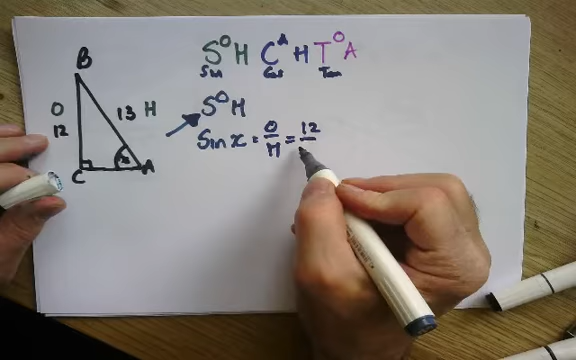 SOH CAH TOA
Sin Cos Tan
B
O
12
13 H
x
C
A
SOH
Sin x = O/H = 12